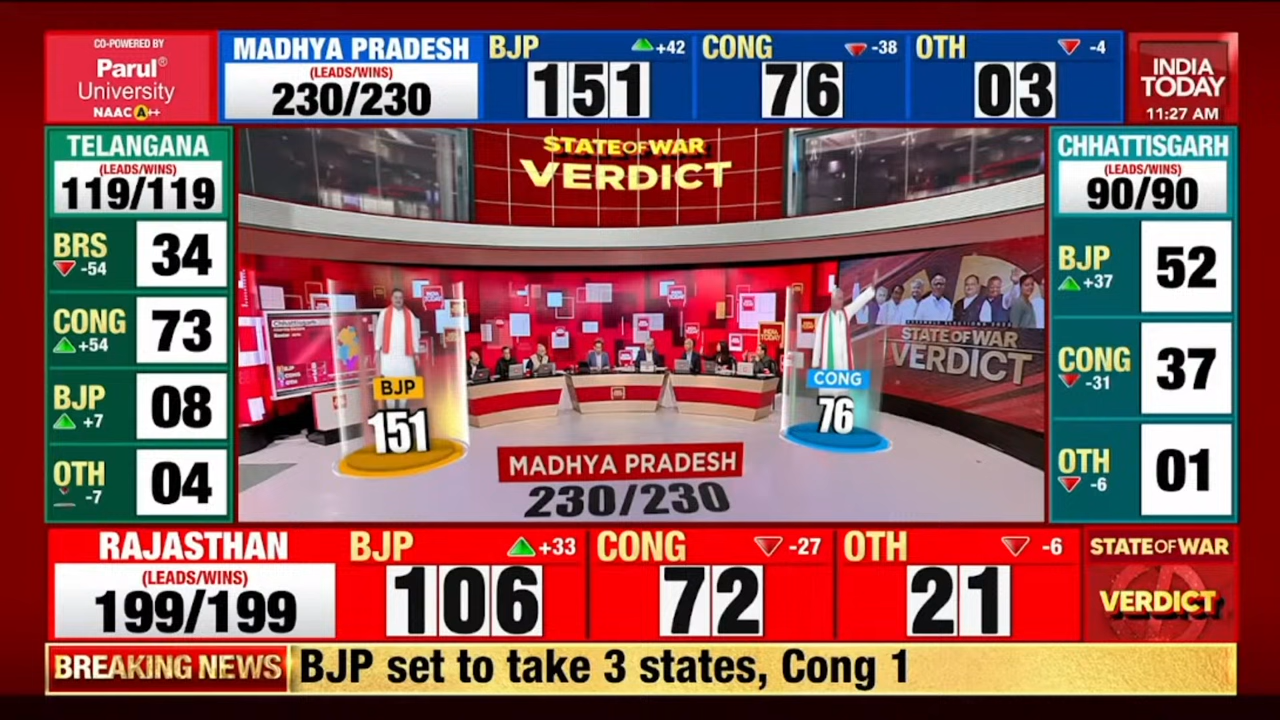 CO-POWERED BY
Parul®
University
NAAC A++
MADHYA PRADESH
(LEADS/WINS)
230/230
BJP +42
151
CONG -38
76
OTH -4
03
INDIA
TODAY
11:27 AM
TELANGANA
(LEADS/WINS)
119/119
BRS 34
-54
CONG 73
+54
BJP 08
+7
OTH 04
-7
STATE OF WAR
VERDICT
Chhattisgarh
STATE OF WAR
VERDICT
BJP
151
CONG
76
MADHYA PRADESH
230/230
CHHATTISGARH
(LEADS/WINS)
90/90
BJP 52
+37
CONG 37
-31
OTH 01
-6
RAJASTHAN
(LEADS/WINS)
199/199
BJP +33
106
CONG -27
72
OTH -6
21
STATE OF WAR
VERDICT
BREAKING NEWS BJP set to take 3 states, Cong 1